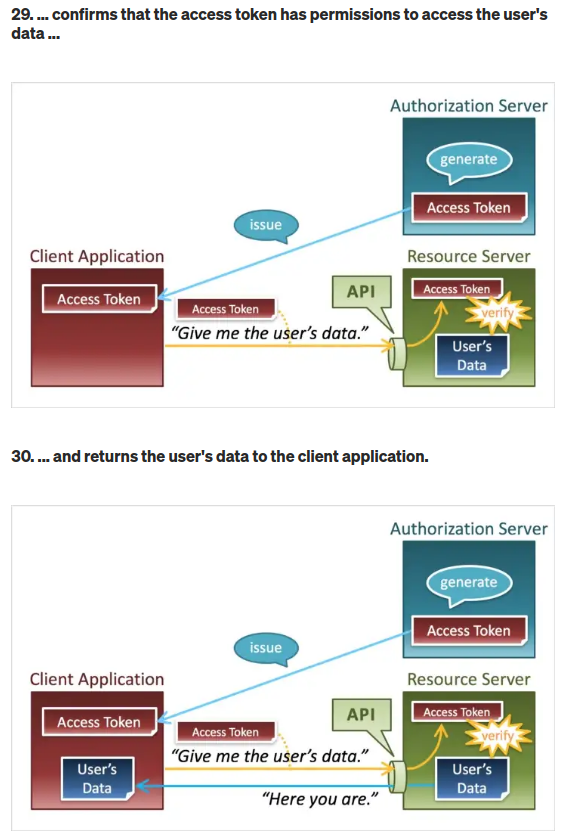 29. ... confirms that the access token has permissions to access the user's
data ...
Authorization Server
generate
Access Token
issue
Client Application
Resource Server
Access Token
Access Token
API
Access Token
verify
"Give me the user's data."
User's
Data
30. ... and returns the user's data to the client application.
Authorization Server
generate
Access Token
issue
Client Application
Resource Server
Access Token
Access Token
API
Access Token
verify
"Give me the user's data."
User's
Data
User's
Data
"Here you are."